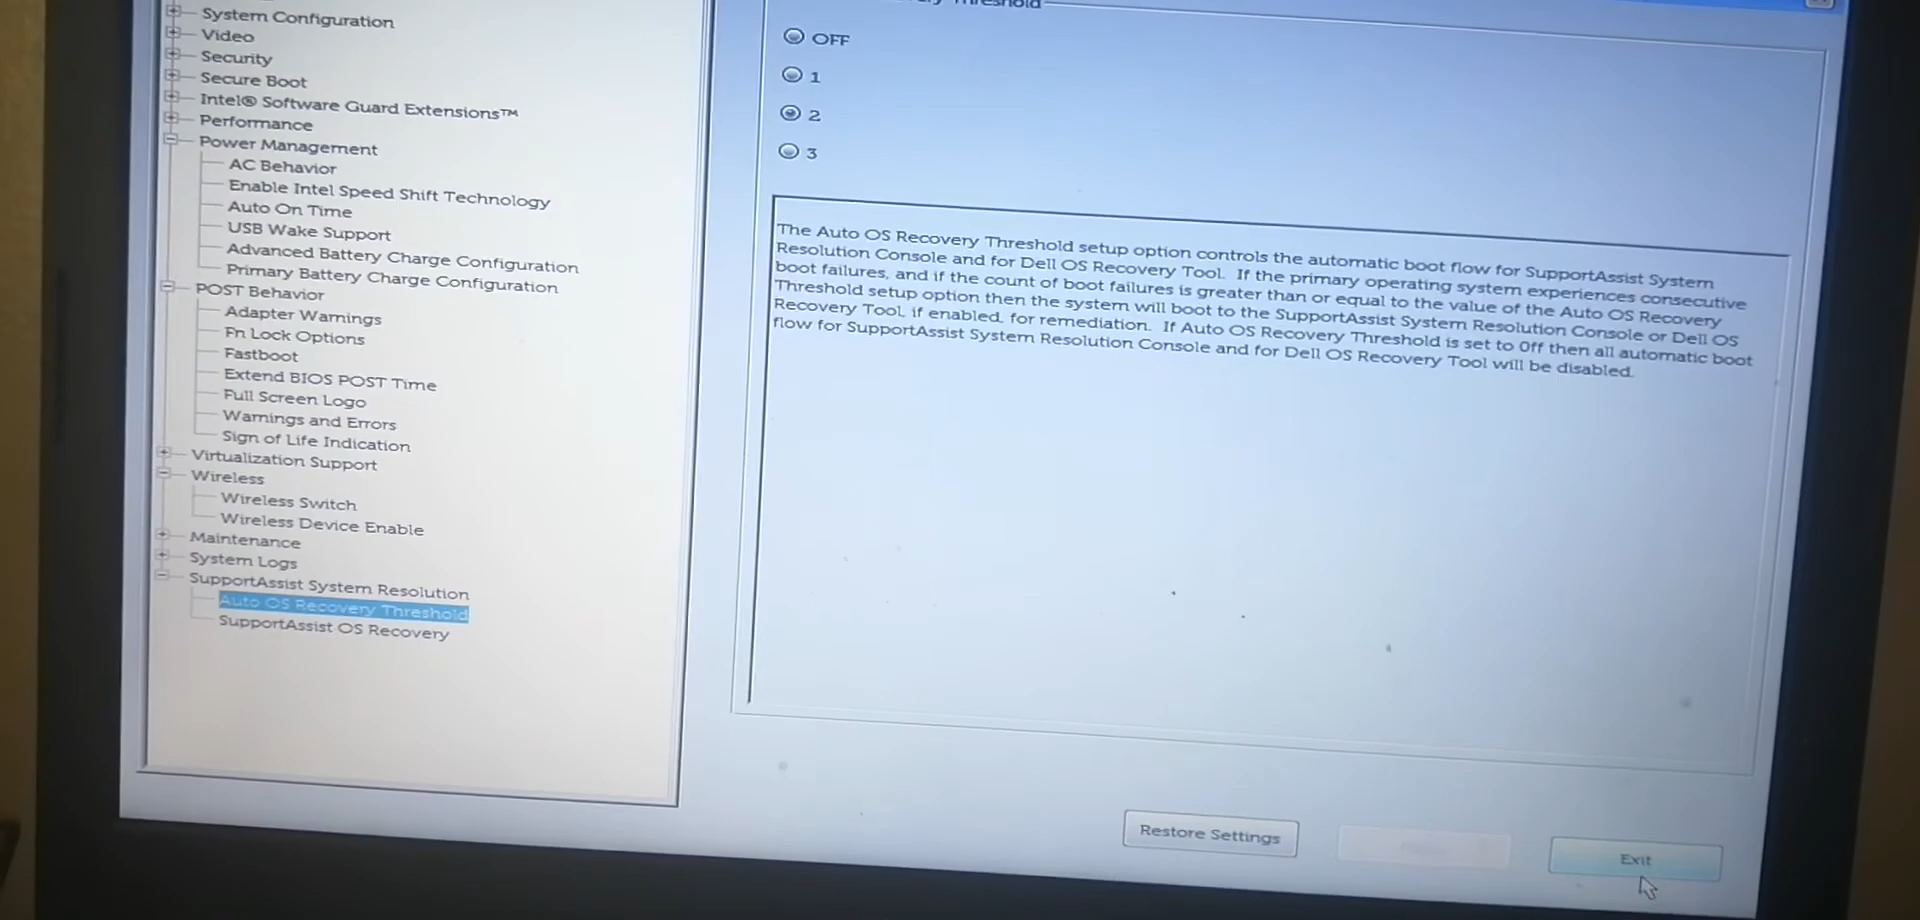 System Configuration
Video
Security
Secure Boot
Intel® Software Guard Extensions™
Performance
Power Management
AC Behavior
Enable Intel Speed Shift Technology
Auto On Time
USB Wake Support
Advanced Battery Charge Configuration
Primary Battery Charge Configuration
POST Behavior
Adapter Warnings
Fn Lock Options
Fastboot
Extend BIOS POST Time
Full Screen Logo
Warnings and Errors
Sign of Life Indication
Virtualization Support
Wireless
Wireless Switch
Wireless Device Enable
Maintenance
System Logs
SupportAssist System Resolution
Auto OS Recovery Threshold
SupportAssist OS Recovery
Threshold
OFF
1
2
3
The Auto OS Recovery Threshold setup option controls the automatic boot flow for SupportAssist System
Resolution Console and for Dell OS Recovery Tool. If the primary operating system experiences consecutive
boot failures, and if the count of boot failures is greater than or equal to the value of the Auto OS Recovery
Threshold setup option then the system will boot to the SupportAssist System Resolution Console or Dell OS
Recovery Tool, if enabled, for remediation. If Auto OS Recovery Threshold is set to Off then all automatic boot
flow for SupportAssist System Resolution Console and for Dell OS Recovery Tool will be disabled.
Restore Settings
Exit